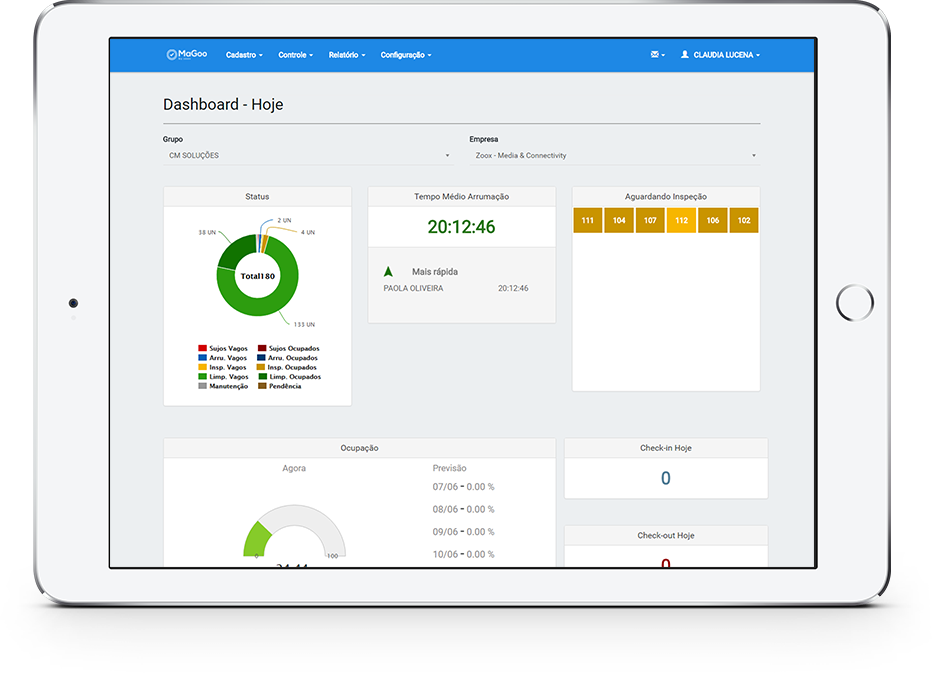 MaGoo
Cadastro
Controle
Relatório
Configuração
CLAUDIA LUCENA
Dashboard - Hoje
Grupo
CM SOLUÇÕES
Empresa
Zoox - Media & Connectivity
Status
2 UN
38 UN
4 UN
Total180
133 UN
Sujos Vagos
Sujos Ocupados
Arru. Vagos
Arru. Ocupados
Insp. Vagos
Insp. Ocupados
Limp. Vagos
Limp. Ocupados
Manutenção
Pendência
Tempo Médio Arrumação
20:12:46
Mais rápida
PAOLA OLIVEIRA
20:12:46
Aguardando Inspeção
111 104 107 112 106 102
Ocupação
Agora
0
100
Previsão
07/06 - 0.00 %
08/06 - 0.00 %
09/06 - 0.00 %
10/06 - 0.00 %
Check-in Hoje
0
Check-out Hoje
0